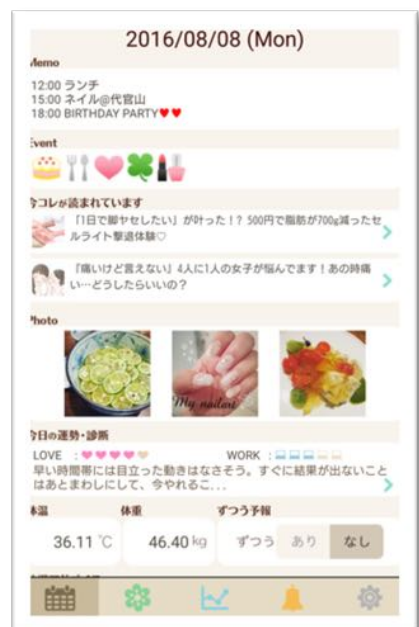 2016/08/08 (Mon)
Memo
12:00 ランチ
15:00 ネイル@代官山
18:00 BIRTHDAY PARTY♥♥
Event
今コレが読まれています
「1日で脚ヤセしたい」が叶った!? 500円で脂肪が700g減ったセ
ルライト撃退体験♡
『痛いけど言えない』4人に1人の女子が悩んでます！あの時痛
い…どうしたらいいの？
Photo
My nailart
今日の運勢・診断
LOVE :
WORK :
早い時間帯には目立った動きはなさそう。すぐに結果が出ないこと
はあとまわしにして、今やれるこ...
体温 体重 ずつう予報
36.11 ℃ 46.40 kg ずつう あり なし